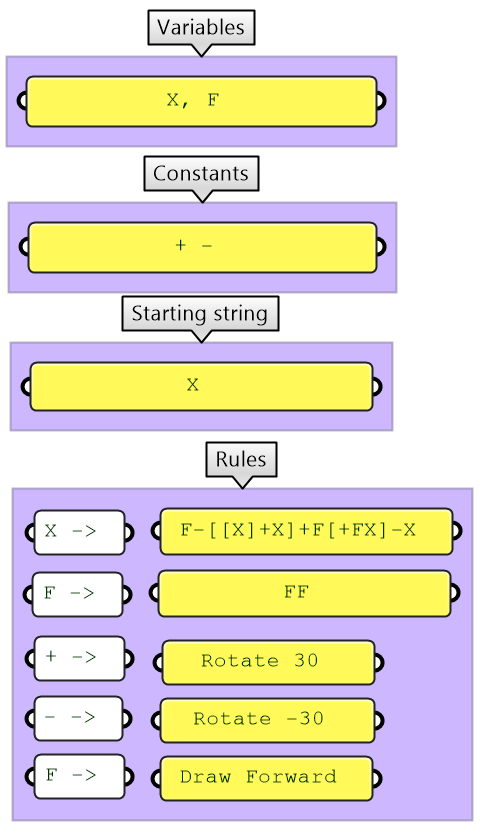 Variables
X, F
Constants
+ -
Starting string
X
Rules
X -> F-[[X]+X]+F[+FX]-X
F -> FF
+ -> Rotate 30
- -> Rotate -30
F -> Draw Forward